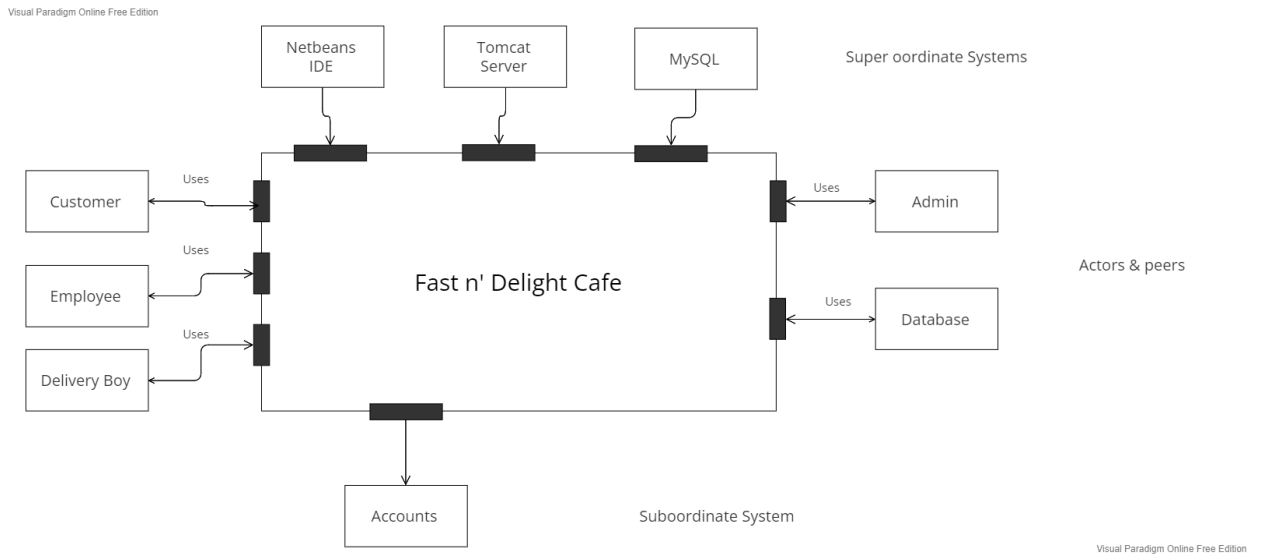 Visual Paradigm Online Free Edition
Netbeans
IDE
Tomcat
Server
MySQL
Super oordinate Systems
Uses
Customer
Uses
Admin
Uses
Employee
Fast n' Delight Cafe
Actors & peers
Uses
Database
Uses
Delivery Boy
Accounts
Suboordinate System
Visual Paradigm Online Free Edition